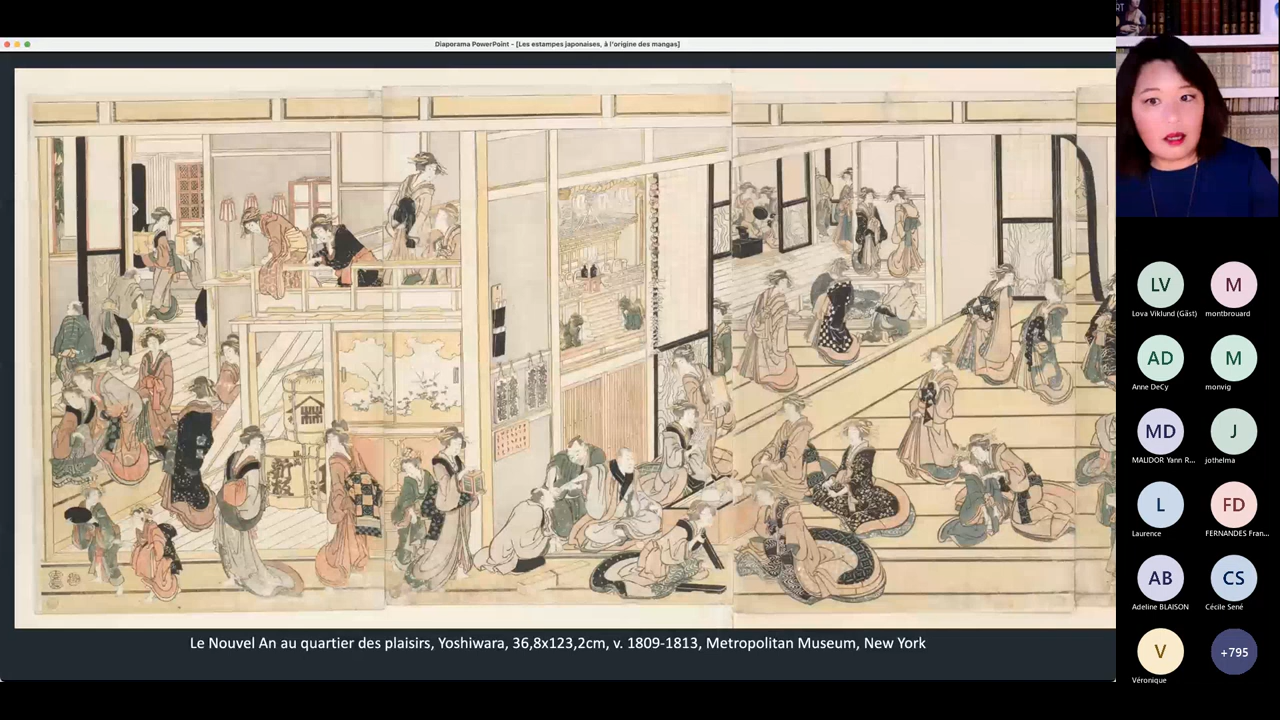 Diaporama PowerPoint - [Les estampes japonaises, à l'origine des mangas]
Le Nouvel An au quartier des plaisirs, Yoshiwara, 36,8x123,2cm, v. 1809-1813, Metropolitan Museum, New York
LV
Lova Viklund (Gäst)
M
montbrouard
AD
Anne DeCy
M
monvig
MD
MALIDOR Yann R...
J
jothelma
L
Laurence
FD
FERNANDES Fran...
AB
Adeline BLAISON
CS
Cécile Sené
V
Véronique
+795